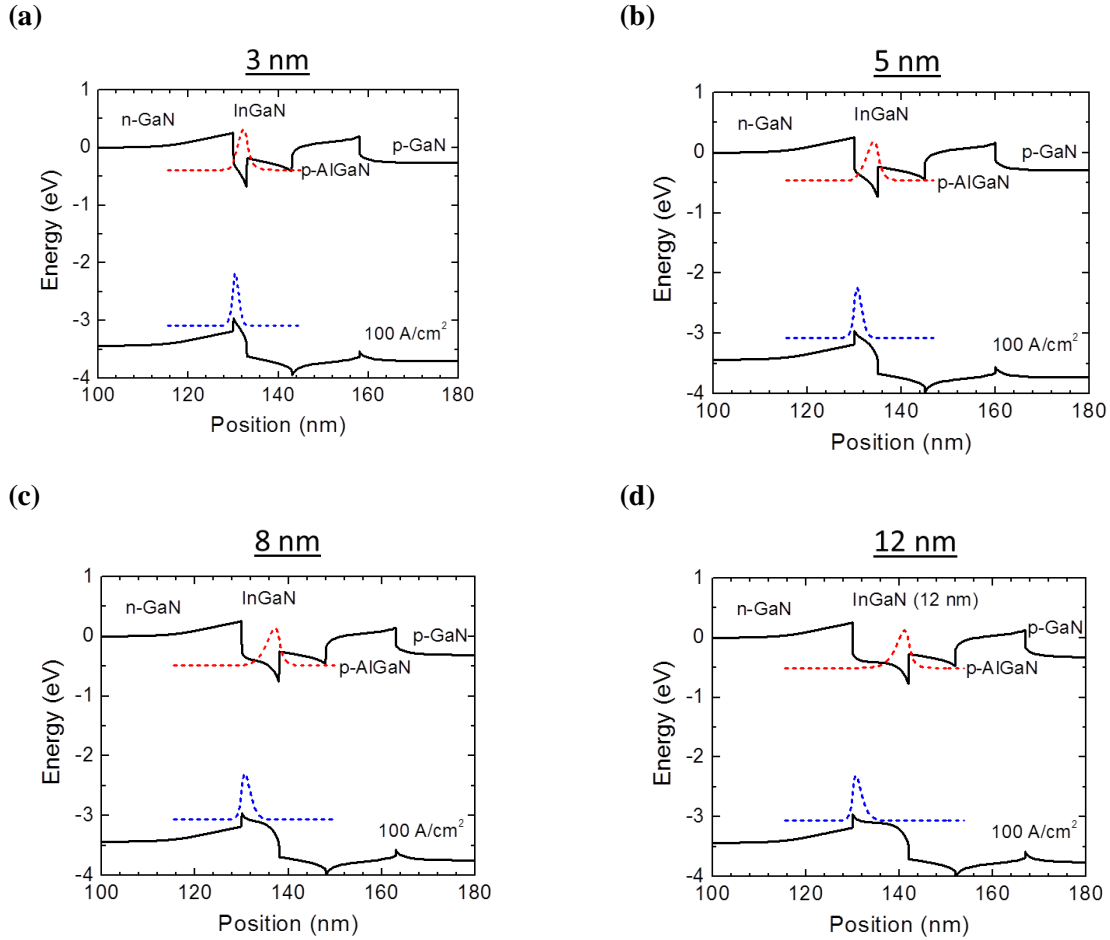 (a)
3 nm
1
0
-1
-2
-3
-4
Energy (eV)
n-GaN
InGaN
p-GaN
p-AlGaN
100 A/cm²
100 120 140 160 180
Position (nm)
(b)
5 nm
1
0
-1
-2
-3
-4
Energy (eV)
n-GaN
InGaN
p-GaN
p-AlGaN
100 A/cm²
100 120 140 160 180
Position (nm)
(c)
8 nm
1
0
-1
-2
-3
-4
Energy (eV)
n-GaN
InGaN
p-GaN
p-AlGaN
100 A/cm²
100 120 140 160 180
Position (nm)
(d)
12 nm
1
0
-1
-2
-3
-4
Energy (eV)
n-GaN
InGaN (12 nm)
p-GaN
p-AlGaN
100 A/cm²
100 120 140 160 180
Position (nm)